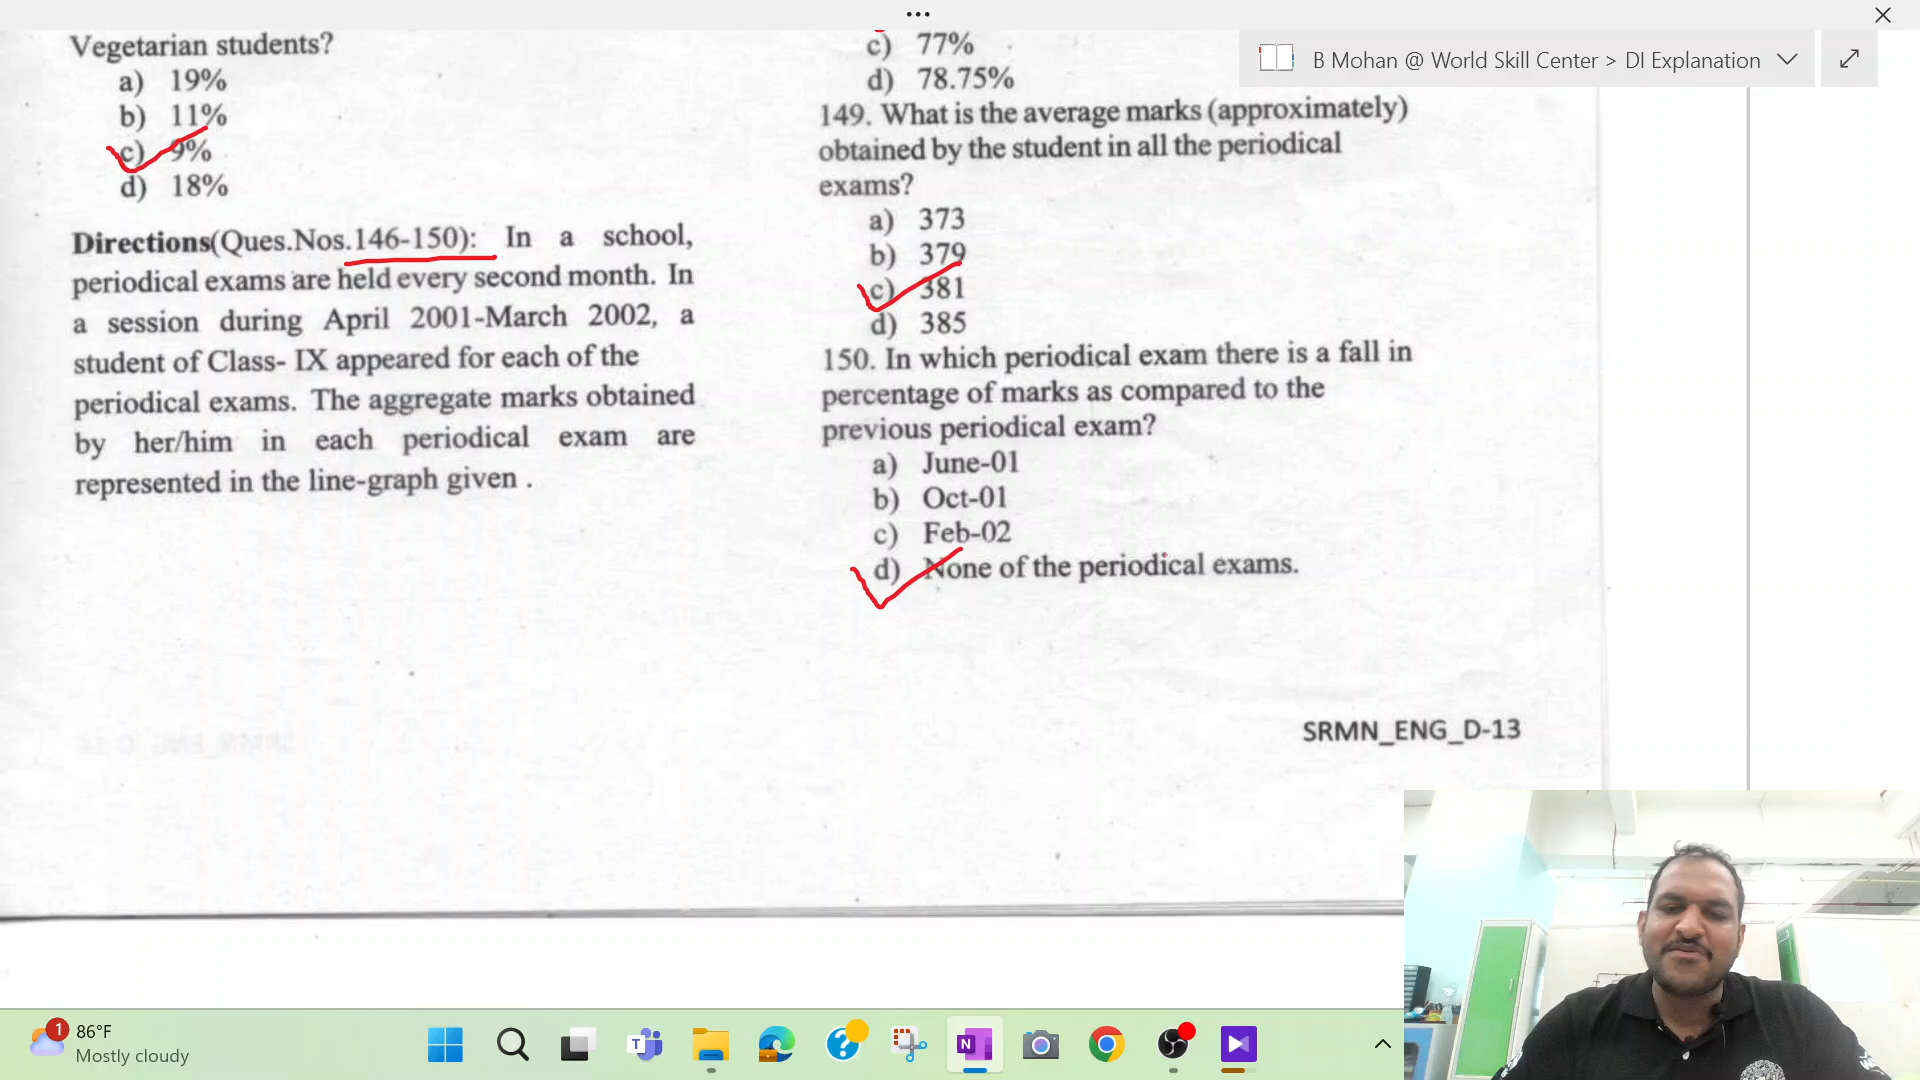 Vegetarian students?
a) 19%
b) 11%
c) 9%
d) 18%
Directions(Ques.Nos.146-150): In a school,
periodical exams are held every second month. In
a session during April 2001-March 2002, a
student of Class- IX appeared for each of the
periodical exams. The aggregate marks obtained
by her/him in each periodical exam are
represented in the line-graph given .
c) 77%
d) 78.75%
149. What is the average marks (approximately)
obtained by the student in all the periodical
exams?
a) 373
b) 379
c) 381
d) 385
150. In which periodical exam there is a fall in
percentage of marks as compared to the
previous periodical exam?
a) June-01
b) Oct-01
c) Feb-02
d) None of the periodical exams.
SRMN_ENG_D-13
B Mohan @ World Skill Center > DI Explanation
1
86°F
Mostly cloudy